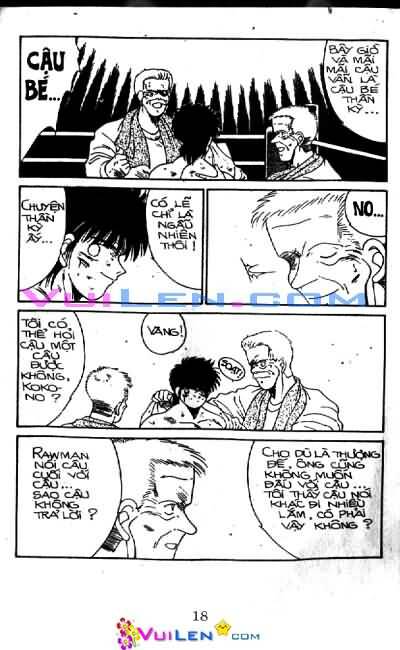 CẬU
BÉ...
BÂY GIỜ
VÀ MÃI
MÃI CẬU
VẪN LÀ
CẬU BÉ
THẦN
KỲ...
CHUYỆN
THẦN
KỲ
ẤY...
CÓ LẼ
CHỈ LÀ
NGẪU
NHIÊN
THÔI!
NO...
VUILEN.COM
TÔI CÓ
THỂ HỎI
CẬU MỘT
CÂU
ĐƯỢC
KHÔNG,
KOKO-
NO?
VÂNG!
SOẠT
RAWMAN
NÓI CÂU
CUỐI VỚI
CẬU...
SAO CẬU
KHÔNG
TRẢ LỜI?
CHO DÙ LÀ THƯỢNG
ĐẾ, ÔNG CŨNG
KHÔNG MUỐN
ĐẤU VỚI CẬU...
TÔI THẤY CẬU NÓI
KHÁC ĐI NHIỀU
LẮM, CÓ PHẢI
VẬY KHÔNG?
18
VUILEN.COM